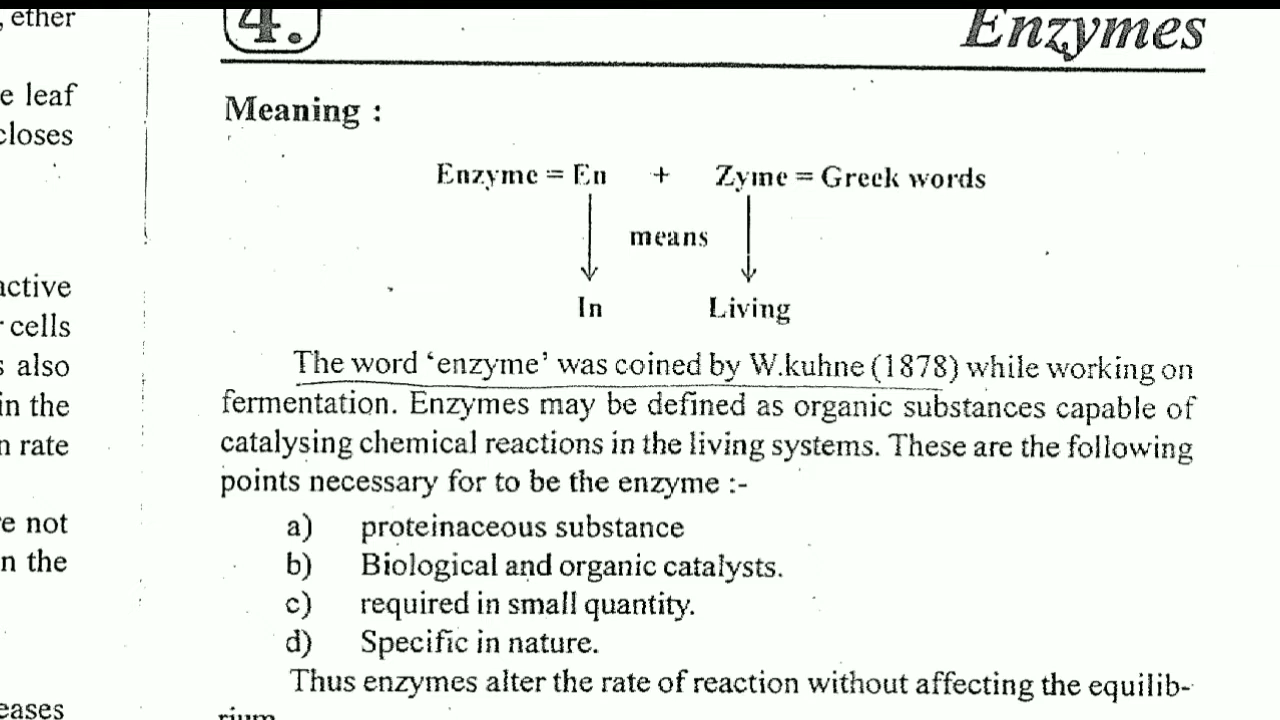 , ether
e leaf
closes
active
cells
also
in the
n rate
e not
n the
eases
4.
Enzymes
Meaning :
Enzyme = En + Zyme = Greek words
means
In Living
The word ‘enzyme’ was coined by W.kuhne (1878) while working on
fermentation. Enzymes may be defined as organic substances capable of
catalysing chemical reactions in the living systems. These are the following
points necessary for to be the enzyme :-
a) proteinaceous substance
b) Biological and organic catalysts.
c) required in small quantity.
d) Specific in nature.
Thus enzymes alter the rate of reaction without affecting the equilib-
rium